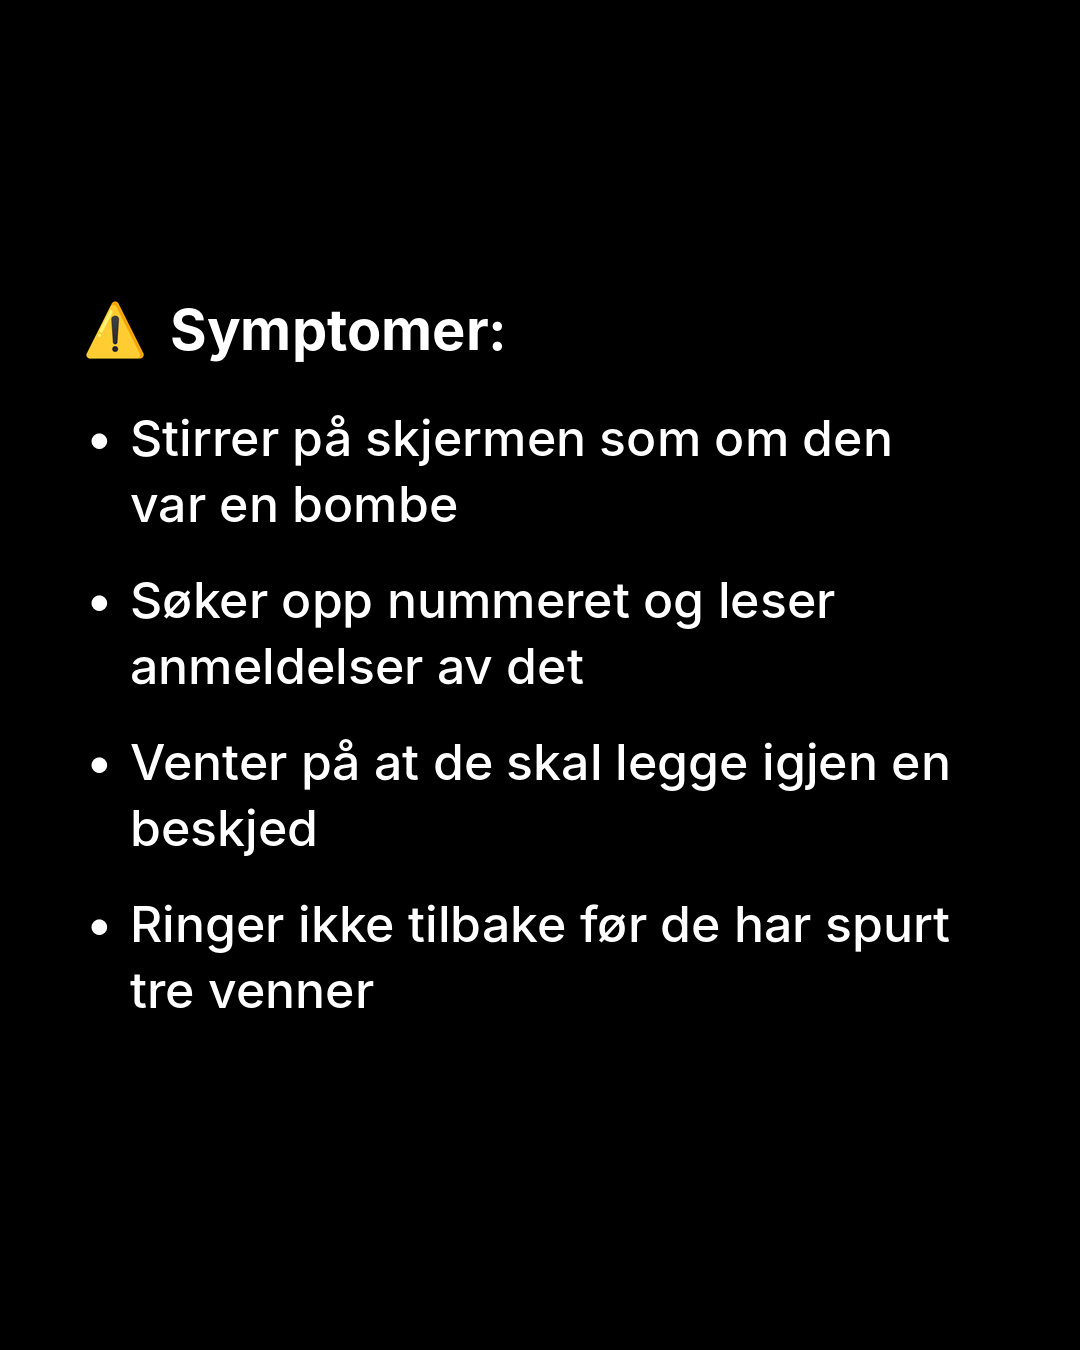 ⚠️ Symptomer:
• Stirrer på skjermen som om den
var en bombe
• Søker opp nummeret og leser
anmeldelser av det
• Venter på at de skal legge igjen en
beskjed
• Ringer ikke tilbake før de har spurt
tre venner